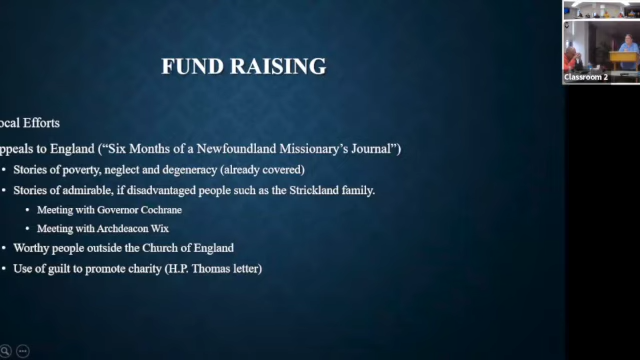 FUND RAISING
ocal Efforts
ppeals to England ("Six Months of a Newfoundland Missionary's Journal")
• Stories of poverty, neglect and degeneracy (already covered)
• Stories of admirable, if disadvantaged people such as the Strickland family.
• Meeting with Governor Cochrane
• Meeting with Archdeacon Wix
• Worthy people outside the Church of England
• Use of guilt to promote charity (H.P. Thomas letter)
Classroom 2